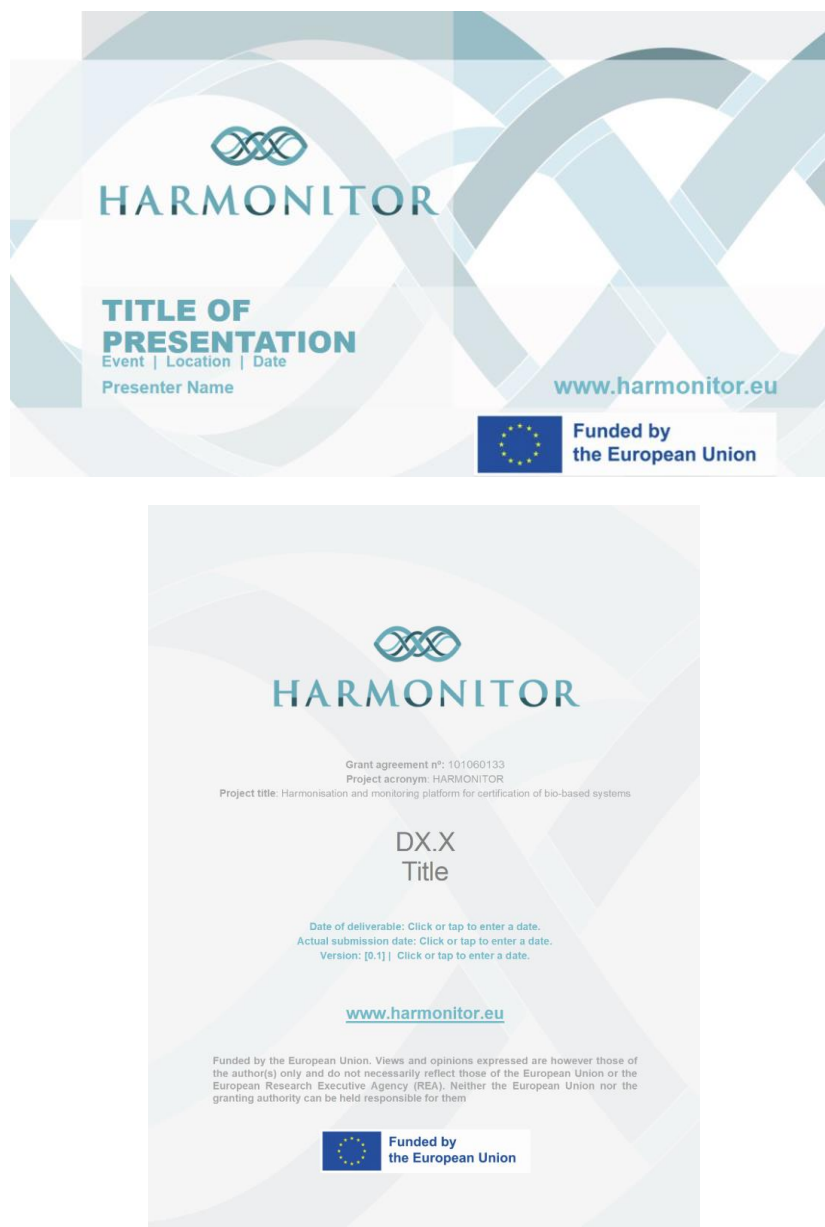 HARMONITOR
TITLE OF
PRESENTATION
Event | Location | Date
Presenter Name
www.harmonitor.eu
Funded by
the European Union
HARMONITOR
Grant agreement nº: 101060133
Project acronym: HARMONITOR
Project title: Harmonisation and monitoring platform for certification of bio-based systems
DX.X
Title
Date of deliverable: Click or tap to enter a date.
Actual submission date: Click or tap to enter a date.
Version: [0.1] | Click or tap to enter a date.
www.harmonitor.eu
Funded by the European Union. Views and opinions expressed are however those of
the author(s) only and do not necessarily reflect those of the European Union or the
European Research Executive Agency (REA). Neither the European Union nor the
granting authority can be held responsible for them
Funded by
the European Union